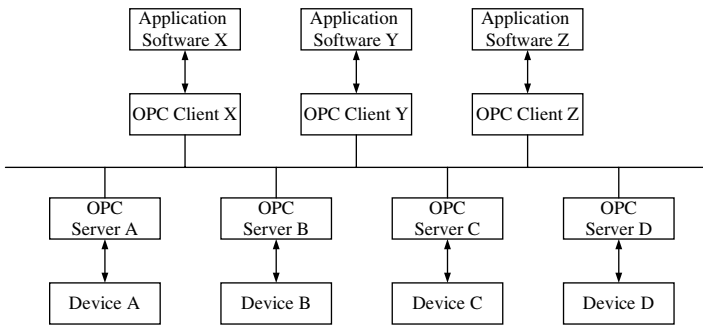 Application
Software X
Application
Software Y
Application
Software Z
OPC Client X
OPC Client Y
OPC Client Z
OPC
Server A
OPC
Server B
OPC
Server C
OPC
Server D
Device A
Device B
Device C
Device D